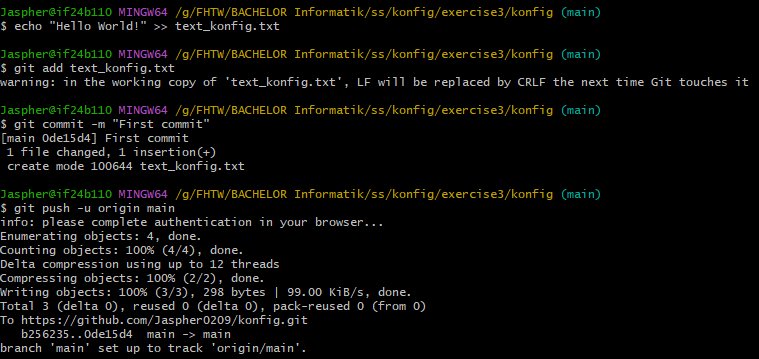 Jaspher@if24b110 MINGW64 /g/FHTW/BACHELOR Informatik/ss/konfig/exercise3/konfig (main)
$ echo "Hello World!" >> text_konfig.txt
Jaspher@if24b110 MINGW64 /g/FHTW/BACHELOR Informatik/ss/konfig/exercise3/konfig (main)
$ git add text_konfig.txt
warning: in the working copy of 'text_konfig.txt', LF will be replaced by CRLF the next time Git touches it
Jaspher@if24b110 MINGW64 /g/FHTW/BACHELOR Informatik/ss/konfig/exercise3/konfig (main)
$ git commit -m "First commit"
[main 0de15d4] First commit
 1 file changed, 1 insertion(+)
 create mode 100644 text_konfig.txt
Jaspher@if24b110 MINGW64 /g/FHTW/BACHELOR Informatik/ss/konfig/exercise3/konfig (main)
$ git push -u origin main
info: please complete authentication in your browser...
Enumerating objects: 4, done.
Counting objects: 100% (4/4), done.
Delta compression using up to 12 threads
Compressing objects: 100% (2/2), done.
Writing objects: 100% (3/3), 298 bytes | 99.00 KiB/s, done.
Total 3 (delta 0), reused 0 (delta 0), pack-reused 0 (from 0)
To https://github.com/Jaspher0209/konfig.git
   b256235..0de15d4  main -> main
branch 'main' set up to track 'origin/main'.